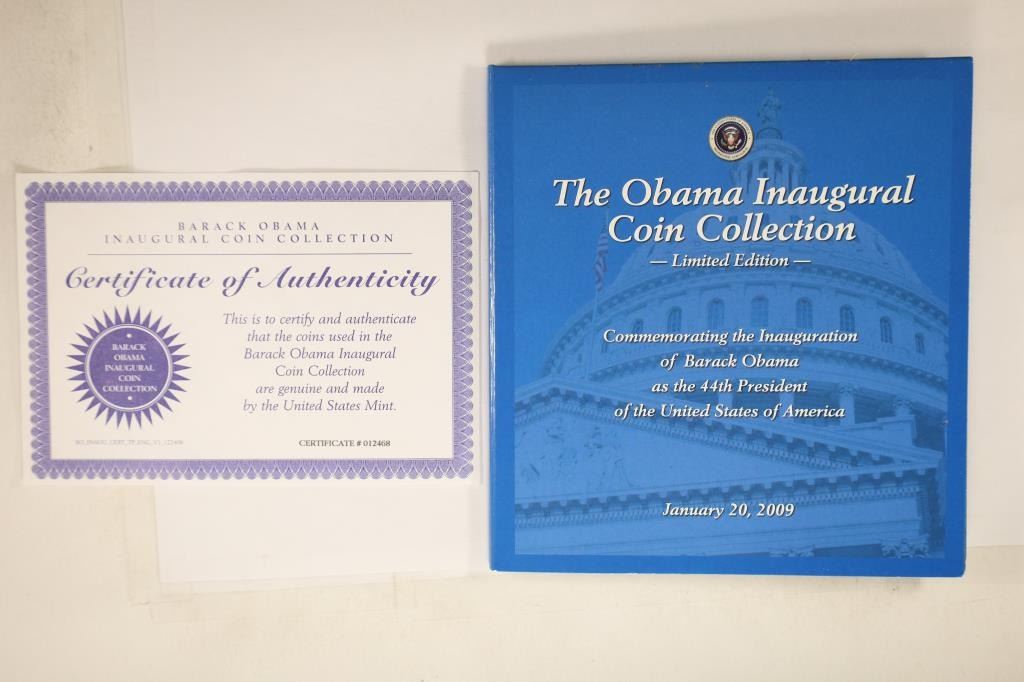 BARACK OBAMA
INAUGURAL COIN COLLECTION
Certificate of Authenticity
This is to certify and authenticate
that the coins used in the
Barack Obama Inaugural
Coin Collection
are genuine and made
by the United States Mint.
BARACK
OBAMA
INAUGURAL
COIN
COLLECTION
CERTIFICATE # 012468
The Obama Inaugural
Coin Collection
— Limited Edition —
Commemorating the Inauguration
of Barack Obama
as the 44th President
of the United States of America
January 20, 2009